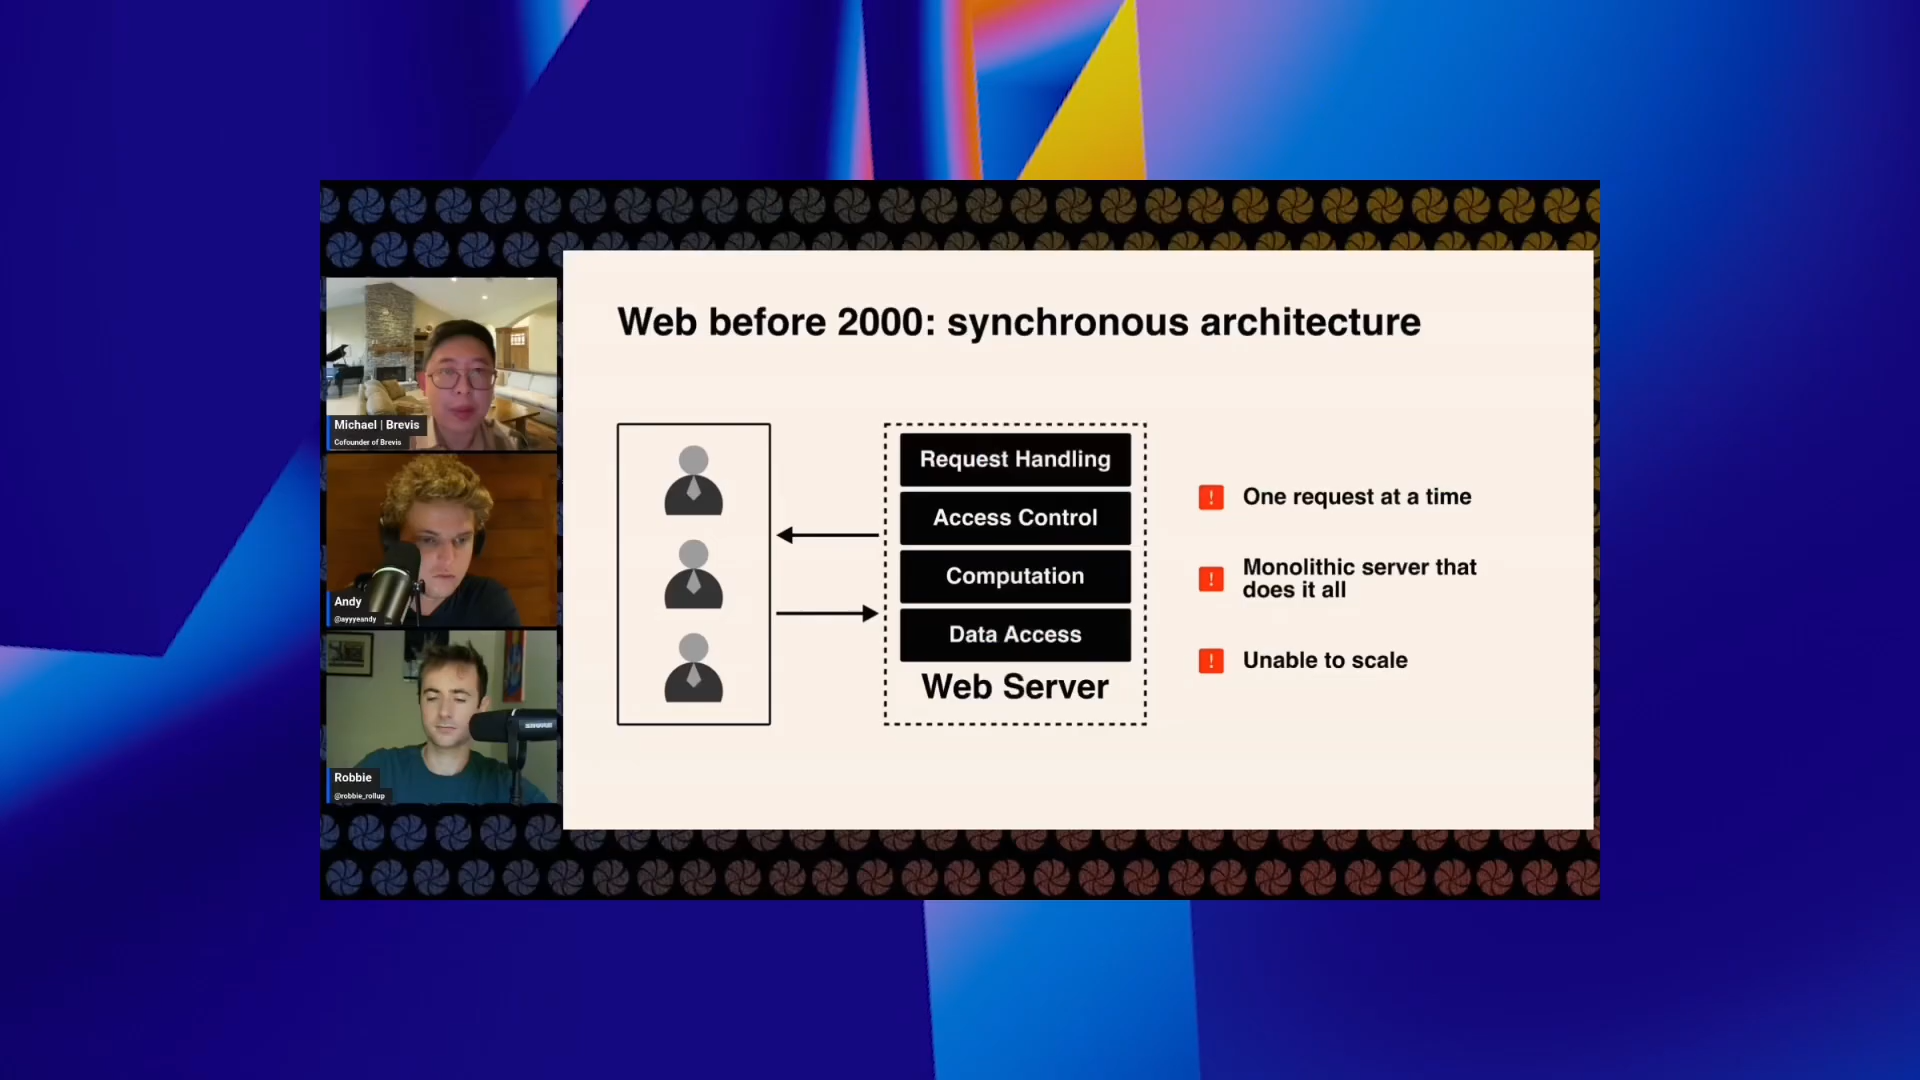 Web before 2000: synchronous architecture
Michael | Brevis
Cofounder of Brevis
Andy
@ayyyeandy
Robbie
@robbie_rollup
Request Handling
Access Control
Computation
Data Access
Web Server
One request at a time
Monolithic server that
does it all
Unable to scale